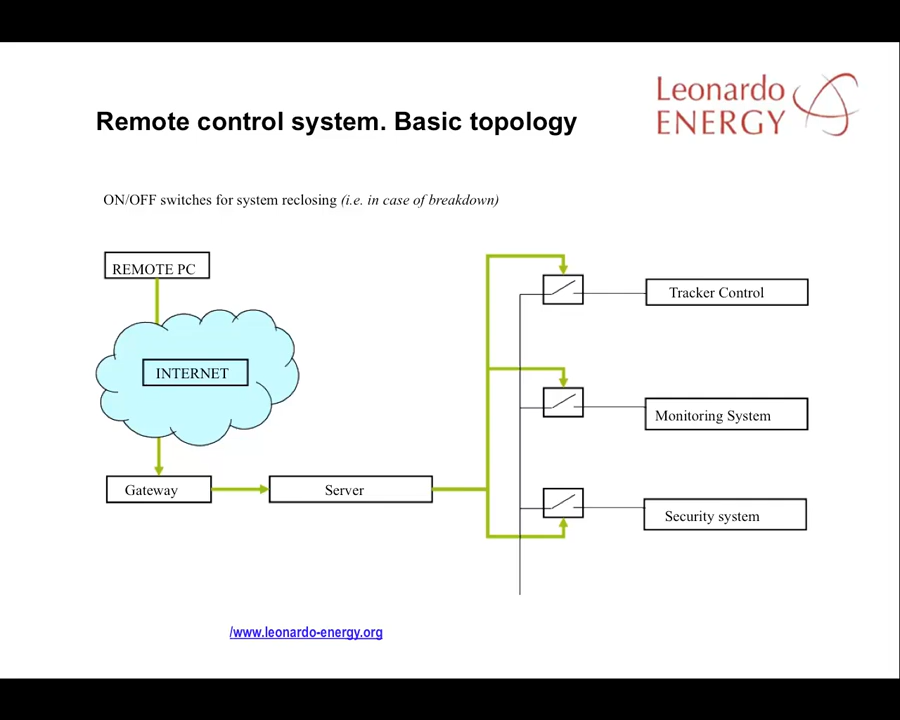 Leonardo
ENERGY
Remote control system. Basic topology
ON/OFF switches for system reclosing (i.e. in case of breakdown)
REMOTE PC
INTERNET
Gateway
Server
Tracker Control
Monitoring System
Security system
/www.leonardo-energy.org